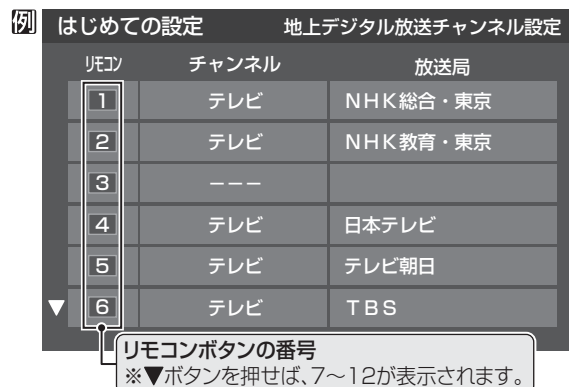 例
はじめての設定 地上デジタル放送チャンネル設定
リモコン チャンネル 放送局
1 テレビ NHK総合・東京
2 テレビ NHK教育・東京
3 −−−
4 テレビ 日本テレビ
5 テレビ テレビ朝日
▼ 6 テレビ TBS
リモコンボタンの番号
※▼ボタンを押せば、7〜12が表示されます。